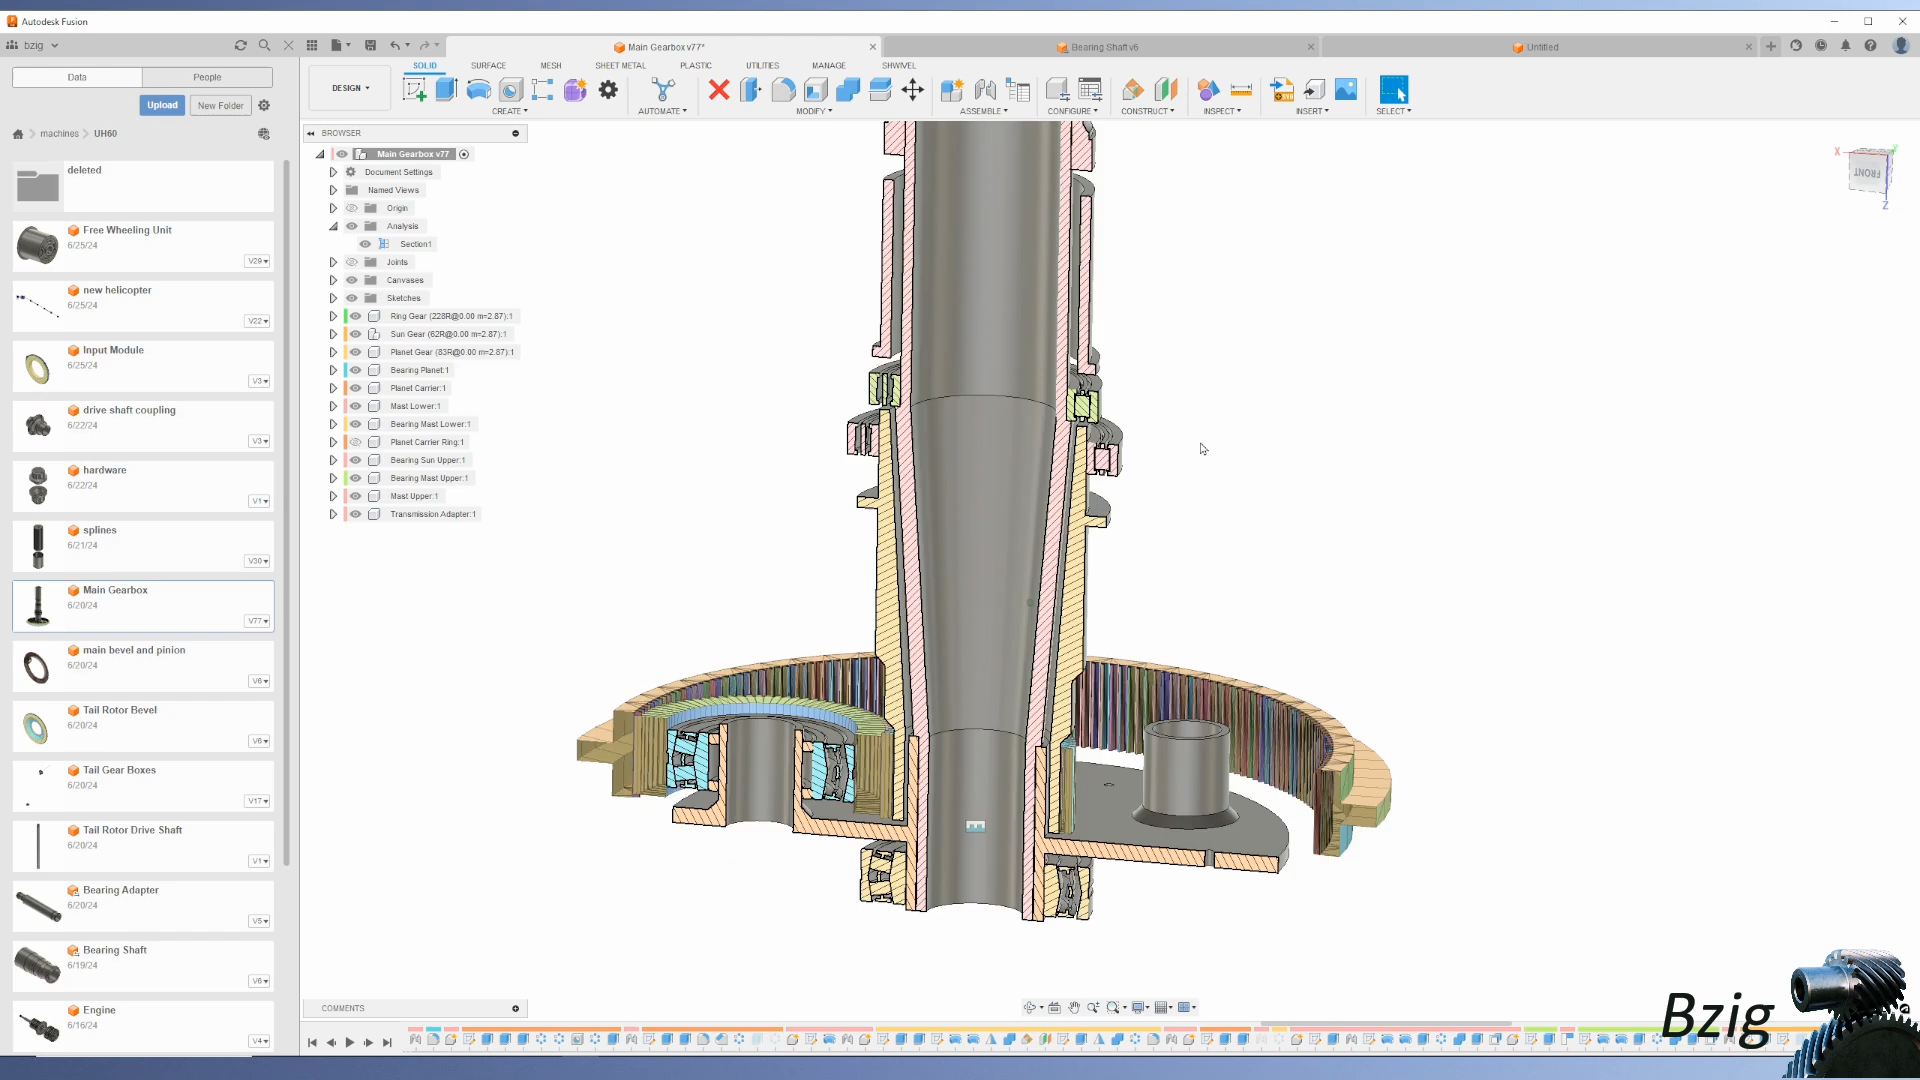 Autodesk Fusion
bzig
Main Gearbox v77*
Bearing Shaft v6
Untitled
Data
People
SOLID
SURFACE
MESH
SHEET METAL
PLASTIC
UTILITIES
MANAGE
SHWIVEL
DESIGN
CREATE
AUTOMATE
MODIFY
ASSEMBLE
CONFIGURE
CONSTRUCT
INSPECT
INSERT
SELECT
Upload
New Folder
machines
UH60
deleted
Free Wheeling Unit
6/25/24
V29
new helicopter
6/25/24
V22
Input Module
6/25/24
V3
drive shaft coupling
6/22/24
V3
hardware
6/22/24
V1
splines
6/21/24
V30
Main Gearbox
6/20/24
V77
main bevel and pinion
6/20/24
V6
Tail Rotor Bevel
6/20/24
V6
Tail Gear Boxes
6/20/24
V17
Tail Rotor Drive Shaft
6/20/24
V1
Bearing Adapter
6/20/24
V5
Bearing Shaft
6/19/24
V6
Engine
6/16/24
V4
BROWSER
Main Gearbox v77
Document Settings
Named Views
Origin
Analysis
Section1
Joints
Canvases
Sketches
Ring Gear (228R@0.00 m=2.87):1
Sun Gear (62R@0.00 m=2.87):1
Planet Gear (83R@0.00 m=2.87):1
Bearing Planet:1
Planet Carrier:1
Mast Lower:1
Bearing Mast Lower:1
Planet Carrier Ring:1
Bearing Sun Upper:1
Bearing Mast Upper:1
Mast Upper:1
Transmission Adapter:1
X
Y
FRONT
Z
COMMENTS
Bzig